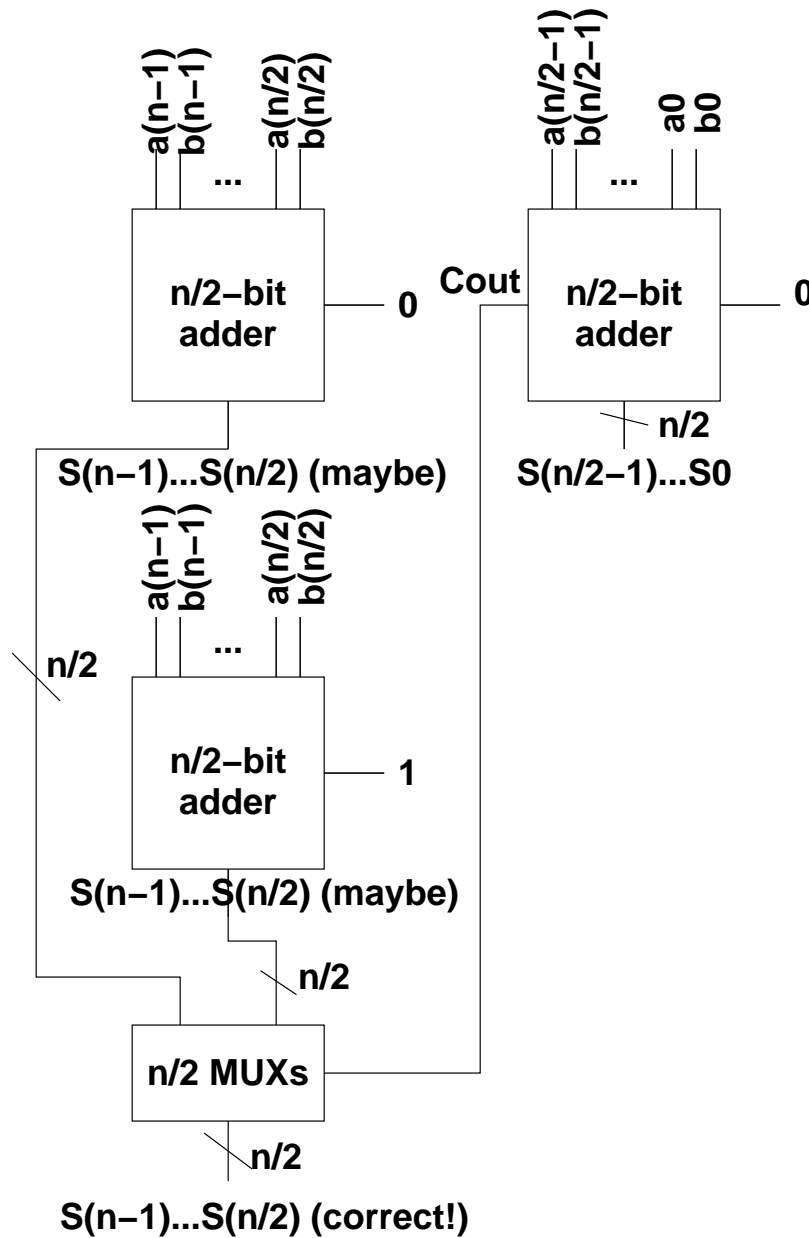 a(n−1)
b(n−1)
...
a(n/2)
b(n/2)
n/2−bit
adder
0
S(n−1)...S(n/2) (maybe)
a(n/2−1)
b(n/2−1)
...
a0
b0
Cout
n/2−bit
adder
0
n/2
S(n/2−1)...S0
a(n−1)
b(n−1)
...
a(n/2)
b(n/2)
n/2
n/2−bit
adder
1
S(n−1)...S(n/2) (maybe)
n/2
n/2 MUXs
n/2
S(n−1)...S(n/2) (correct!)